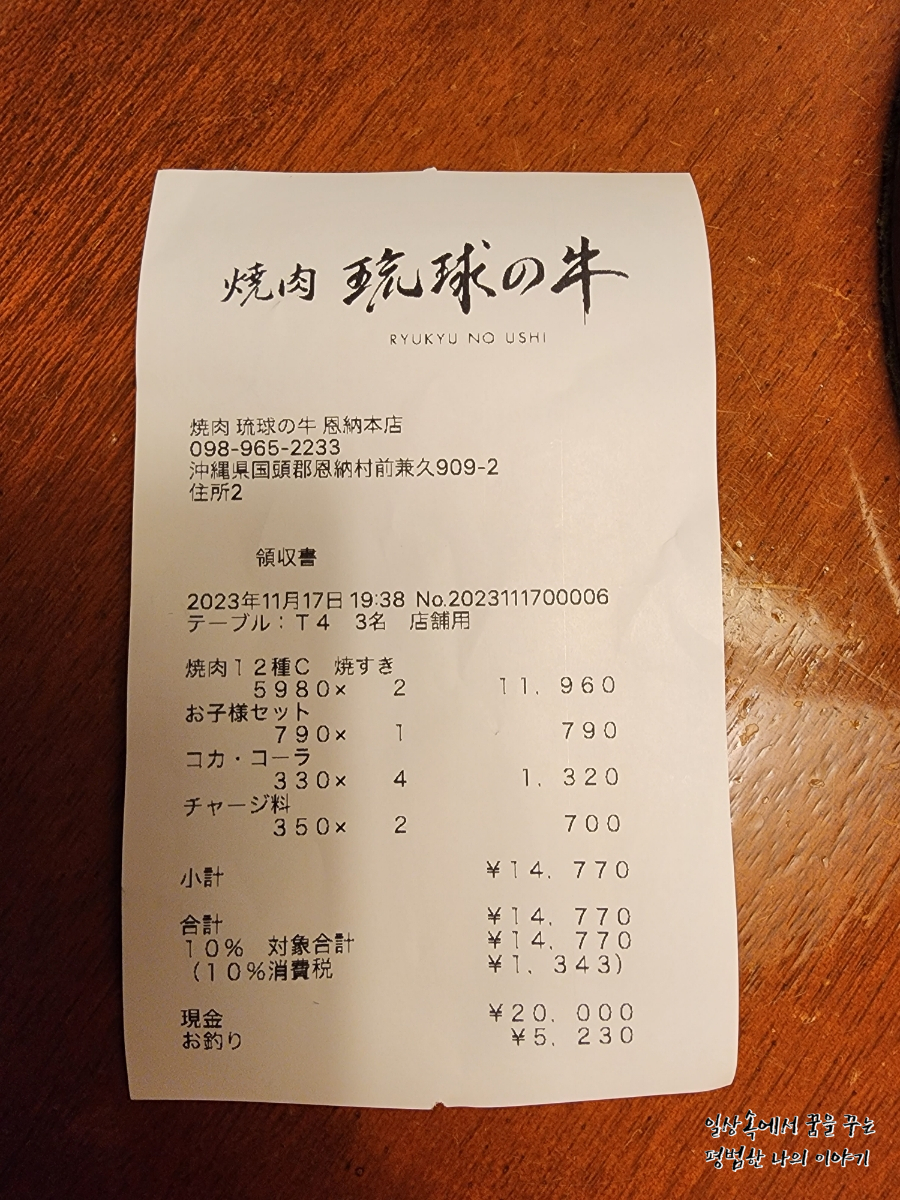 焼肉 琉球の牛
RYUKYU NO USHI
焼肉 琉球の牛 恩納本店
098-965-2233
沖縄県国頭郡恩納村前兼久909-2
住所2
領収書
2023年11月17日 19:38 No.2023111700006
テーブル：Ｔ４　３名　店舗用
焼肉１２種Ｃ　焼すき
５９８０×　２　１１，９６０
お子様セット
７９０×　１　７９０
コカ・コーラ
３３０×　４　１，３２０
チャージ料
３５０×　２　７００
小計　￥１４，７７０
合計　￥１４，７７０
１０％　対象合計　￥１４，７７０
（１０％消費税　￥１，３４３）
現金　￥２０，０００
お釣り　￥５，２３０
일상속에서 꿈을 꾸는
평범한 나의 이야기